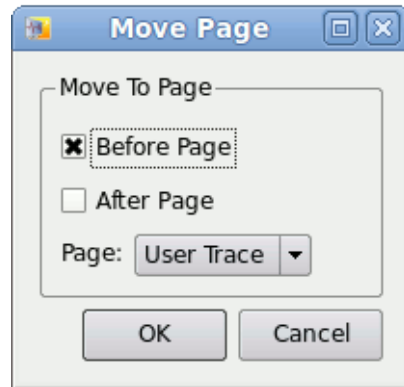 Move Page
Move To Page
Before Page
After Page
Page: User Trace
OK Cancel